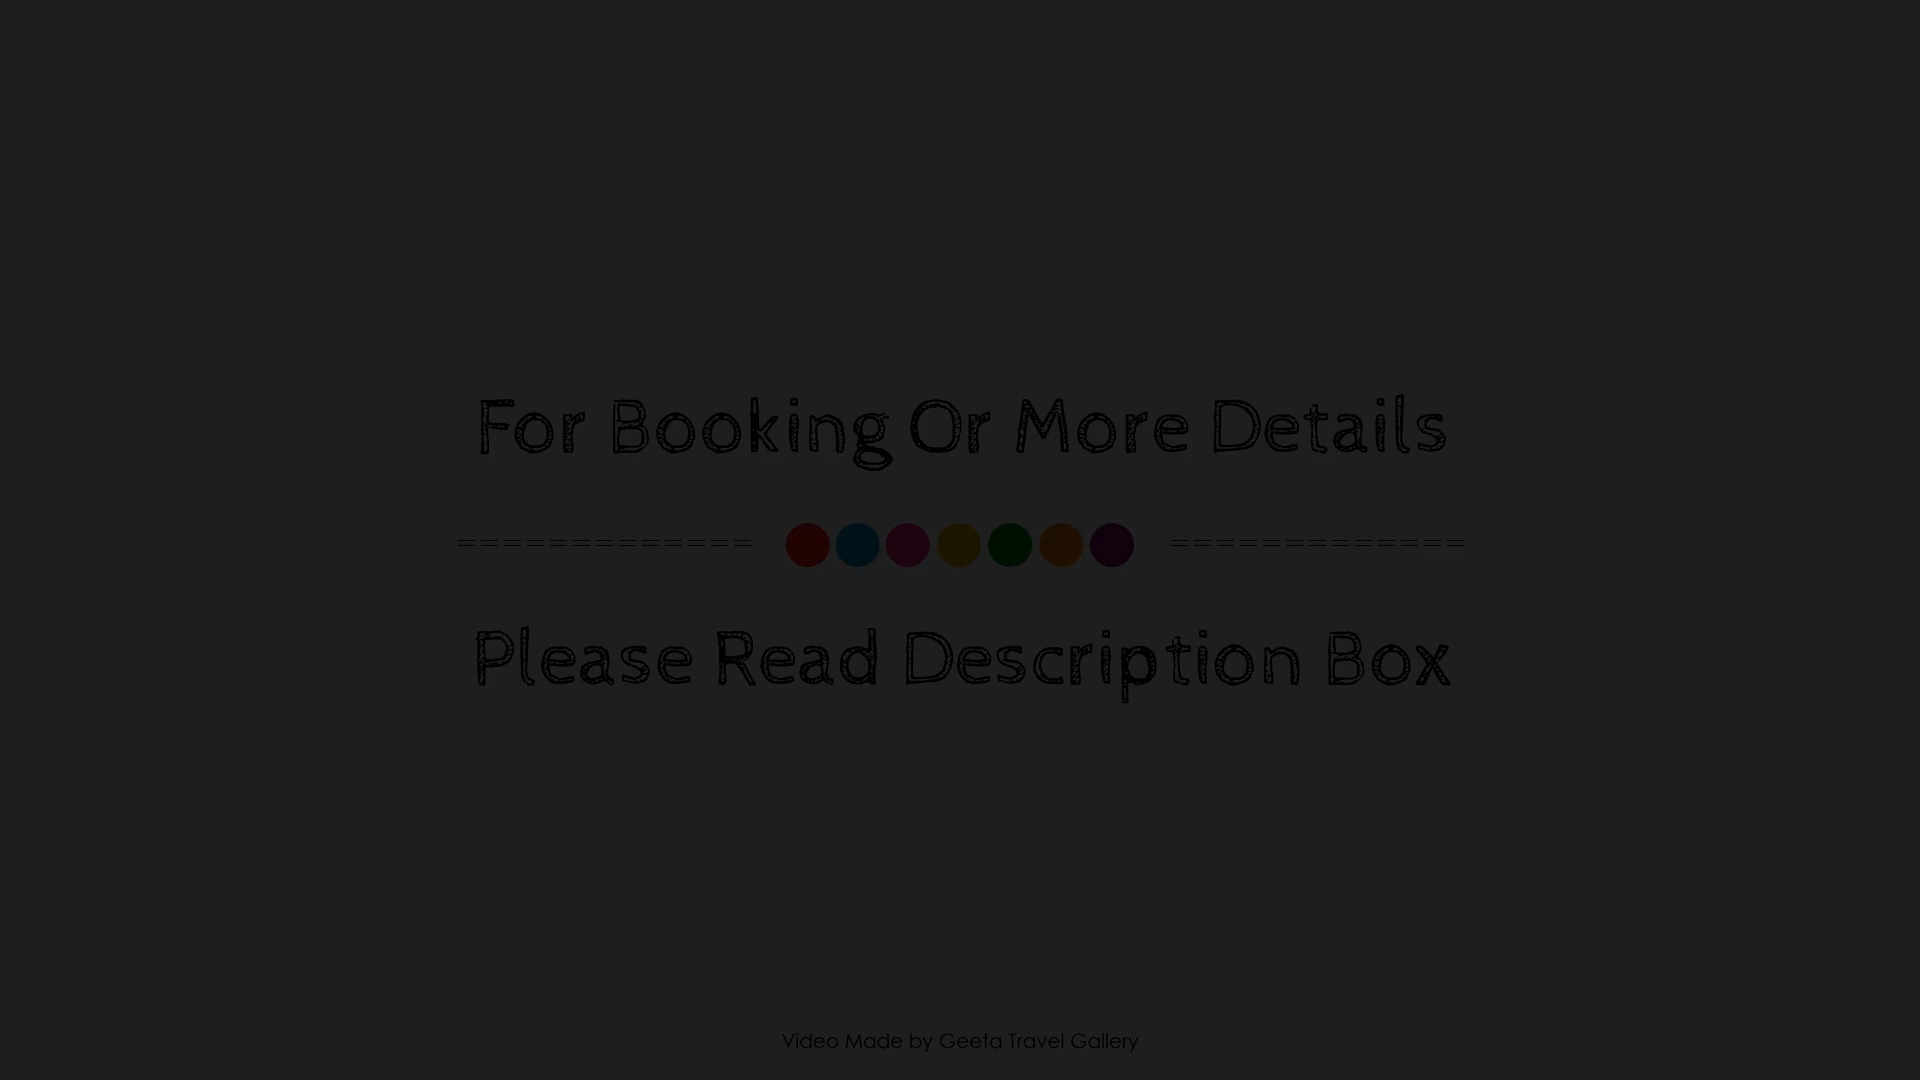 For Booking Or More Details
============= =============
Please Read Description Box
Video Made by Geeta Travel Gallery